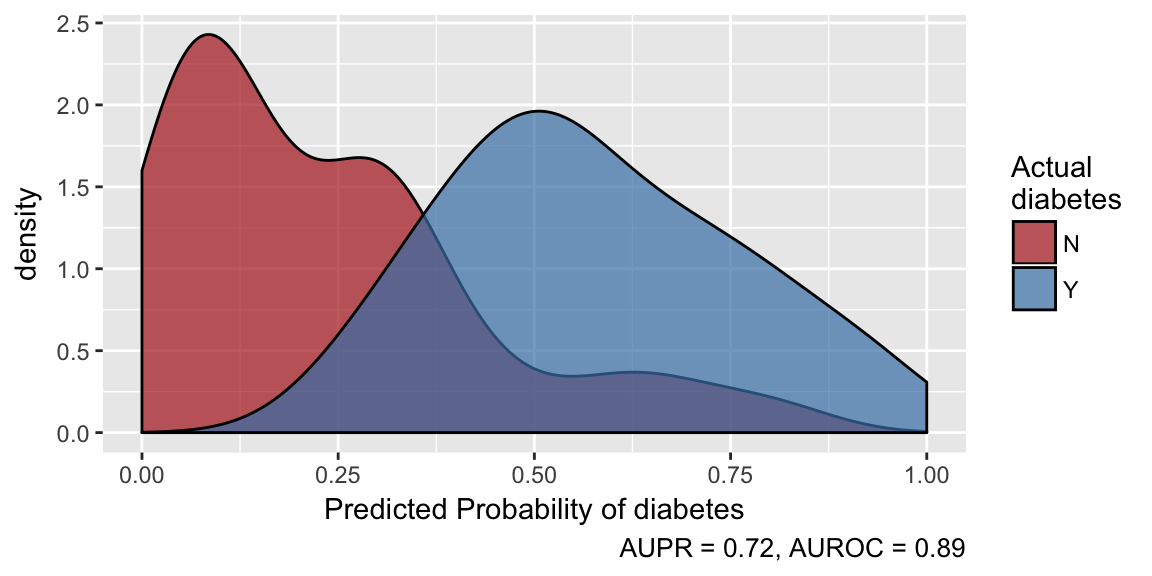 2.5
2.0
1.5
1.0
0.5
0.0
density
0.00 0.25 0.50 0.75 1.00
Predicted Probability of diabetes
AUPR = 0.72, AUROC = 0.89
Actual
diabetes
N
Y